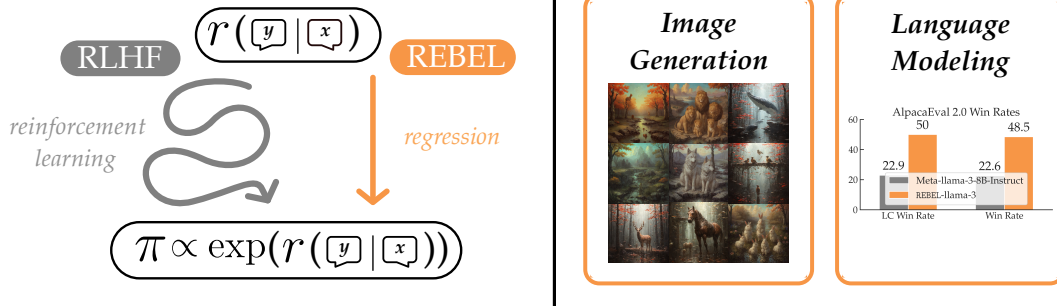 r(y|x)
RLHF
REBEL
reinforcement
learning
regression
π ∝ exp(r(y|x))
Image
Generation
Language
Modeling
AlpacaEval 2.0 Win Rates
60
40
20
0
22.9
50
22.6
48.5
Meta-llama-3-8B-Instruct
REBEL-llama-3
LC Win Rate
Win Rate